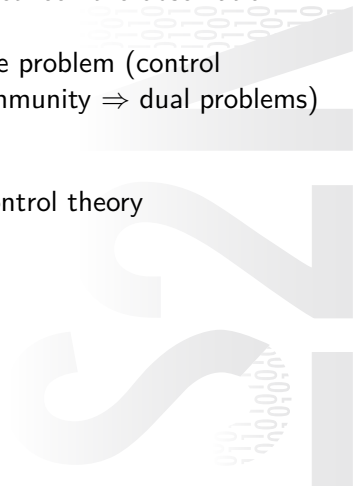 e problem (control
mmunity ⇒ dual problems)
ntrol theory